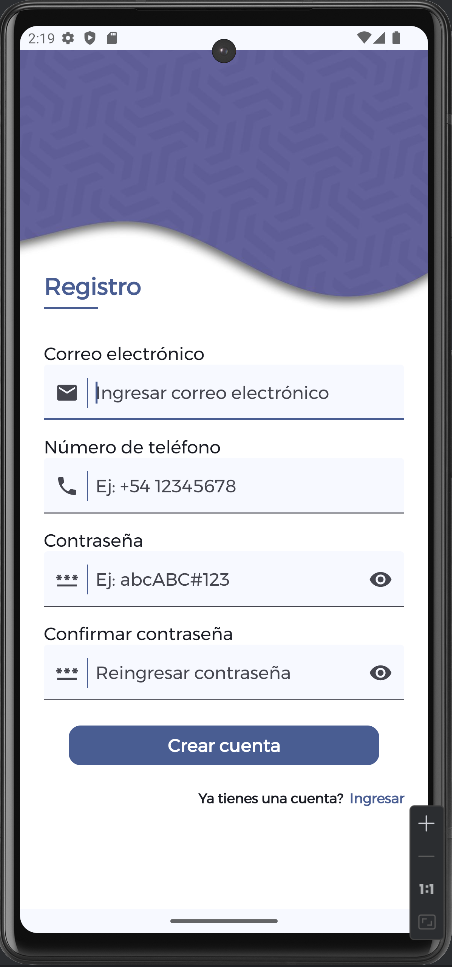 2:19
Registro
Correo electrónico
Ingresar correo electrónico
Número de teléfono
Ej: +54 12345678
Contraseña
*** Ej: abcABC#123
Confirmar contraseña
*** Reingresar contraseña
Crear cuenta
Ya tienes una cuenta? Ingresar
1:1